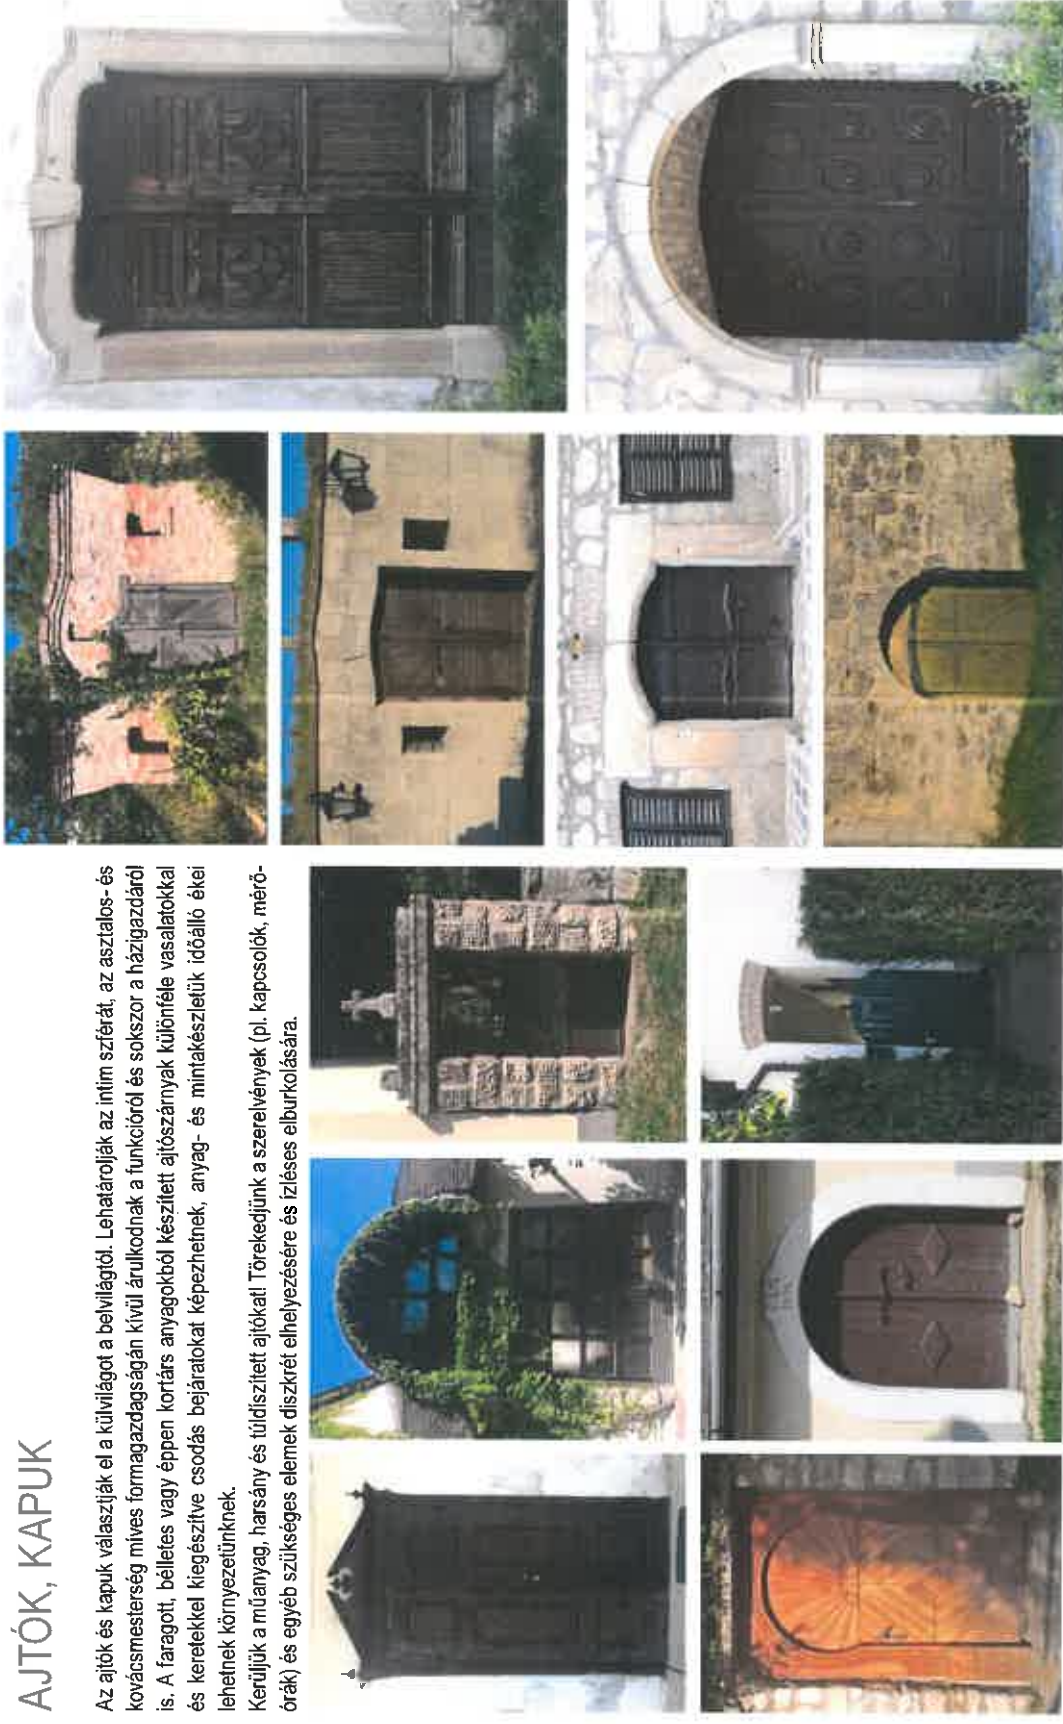 AJTÓK, KAPUK
Az ajtók és kapuk választják el a külvilágot a belvilágtól. Lehatárolják az intim szférát, az asztalos- és
kovácsmesterség míves formagazdagságán kívül árulkodnak a funkcióról és sokszor a házigazdáról
is. A faragott, bélletes vagy éppen kortárs anyagokból készített ajtószárnyak különféle vasalatokkal
és keretekkel kiegészítve csodás bejáratokat képezhetnek, anyag- és mintakészletük időálló ékei
lehetnek környezetünknek.
Kerüljük a műanyag, harsány és túldíszített ajtókat! Törekedjünk a szerelvények (pl. kapcsolók, mérő-
órák) és egyéb szükséges elemek diszkrét elhelyezésére és ízléses elburkolására.